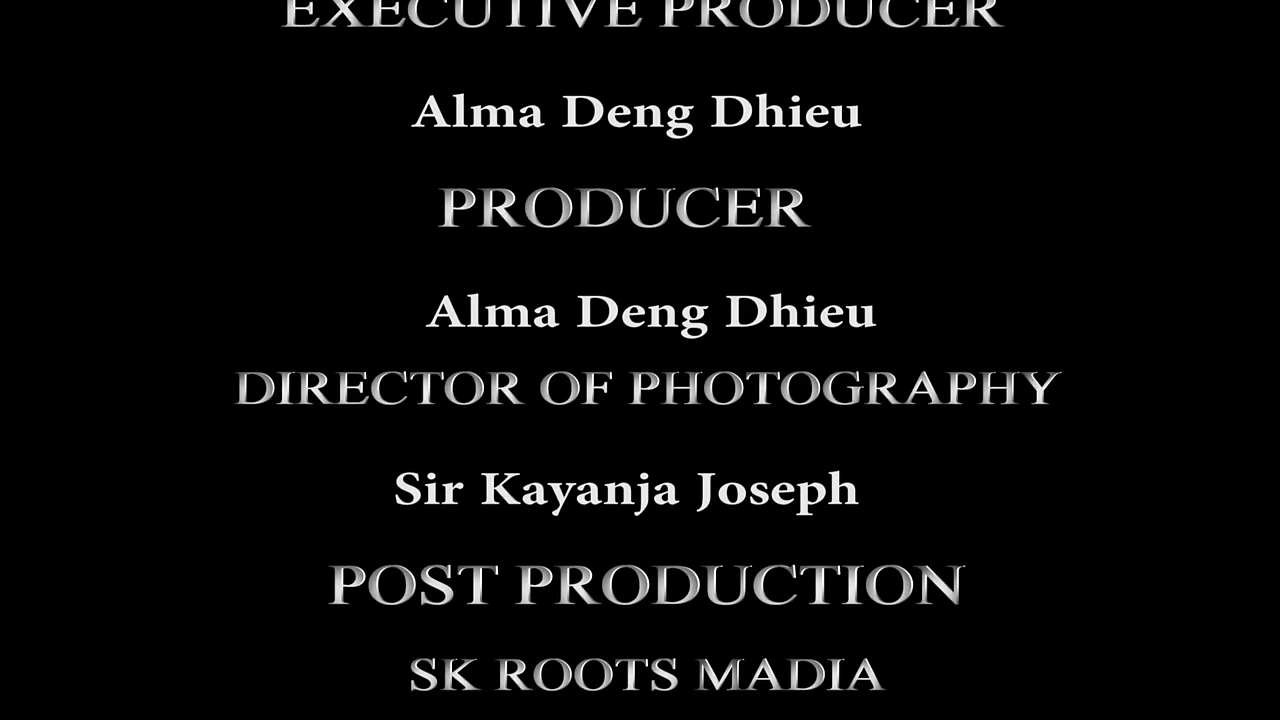 EXECUTIVE PRODUCER
Alma Deng Dhieu
PRODUCER
Alma Deng Dhieu
DIRECTOR OF PHOTOGRAPHY
Sir Kayanja Joseph
POST PRODUCTION
SK ROOTS MADIA